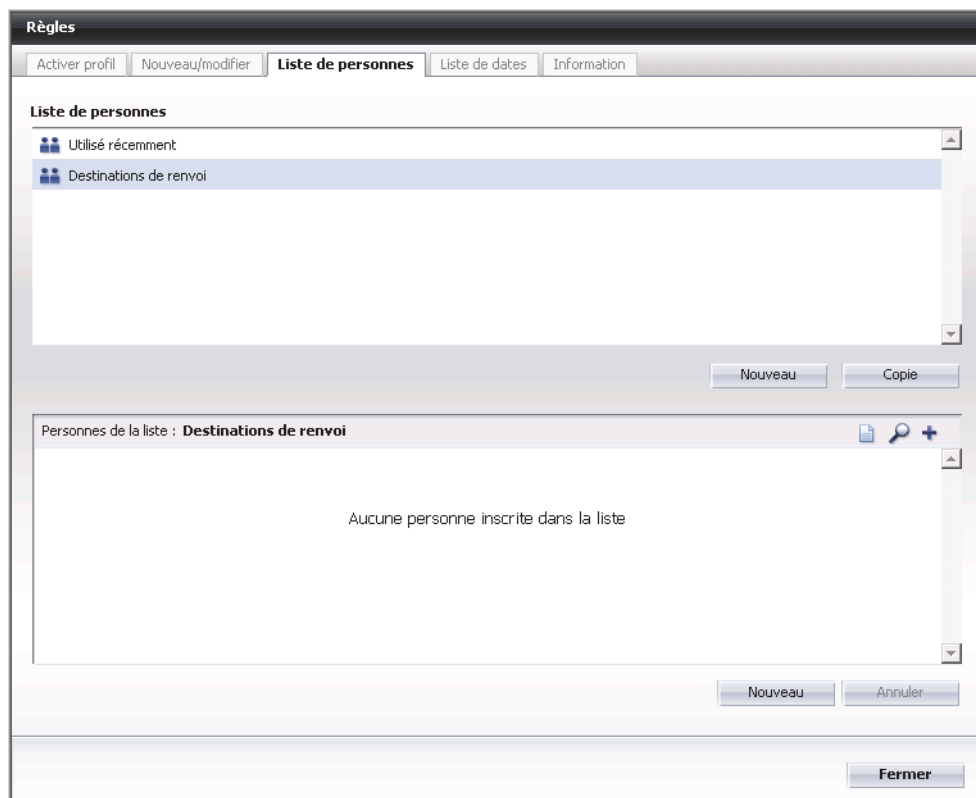 Règles
Activer profil Nouveau/modifier Liste de personnes Liste de dates Information
Liste de personnes
Utilisé récemment
Destinations de renvoi
Nouveau Copie
Personnes de la liste : Destinations de renvoi
Aucune personne inscrite dans la liste
Nouveau Annuler
Fermer